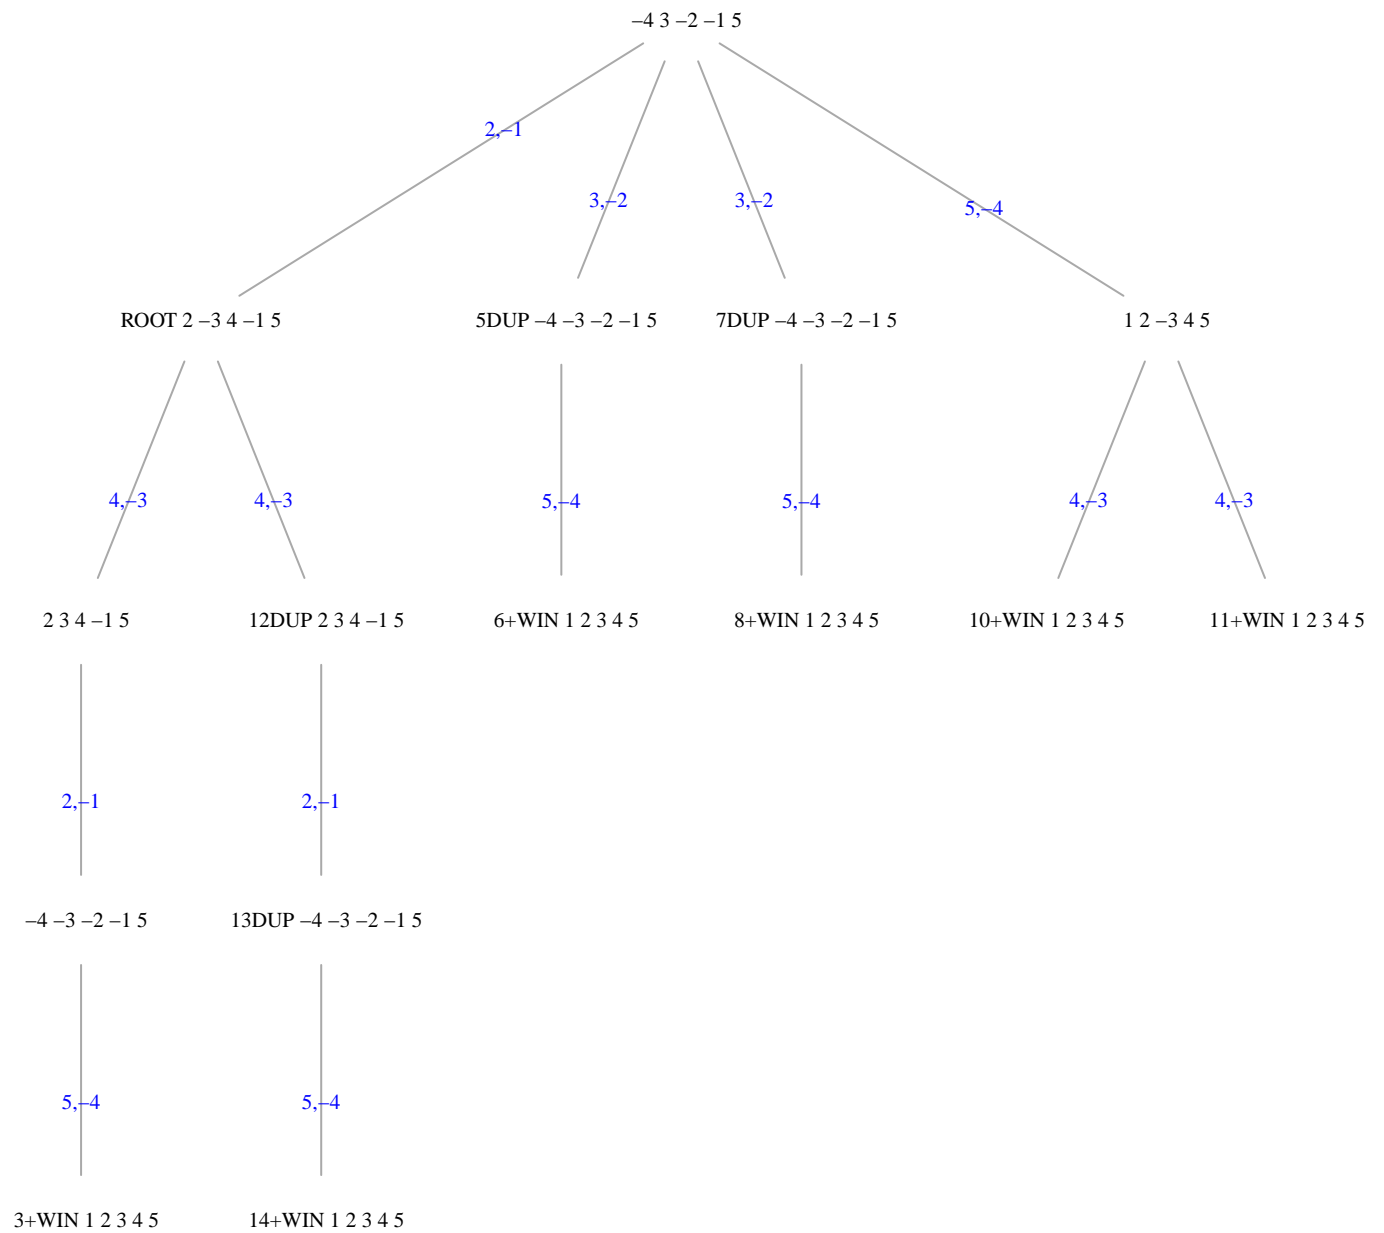 –4 3 –2 –1 5
2,–1
3,–2
3,–2
5,–4
ROOT 2 –3 4 –1 5
5DUP –4 –3 –2 –1 5
7DUP –4 –3 –2 –1 5
1 2 –3 4 5
4,–3
4,–3
5,–4
5,–4
4,–3
4,–3
2 3 4 –1 5
12DUP 2 3 4 –1 5
6+WIN 1 2 3 4 5
8+WIN 1 2 3 4 5
10+WIN 1 2 3 4 5
11+WIN 1 2 3 4 5
2,–1
2,–1
–4 –3 –2 –1 5
13DUP –4 –3 –2 –1 5
5,–4
5,–4
3+WIN 1 2 3 4 5
14+WIN 1 2 3 4 5